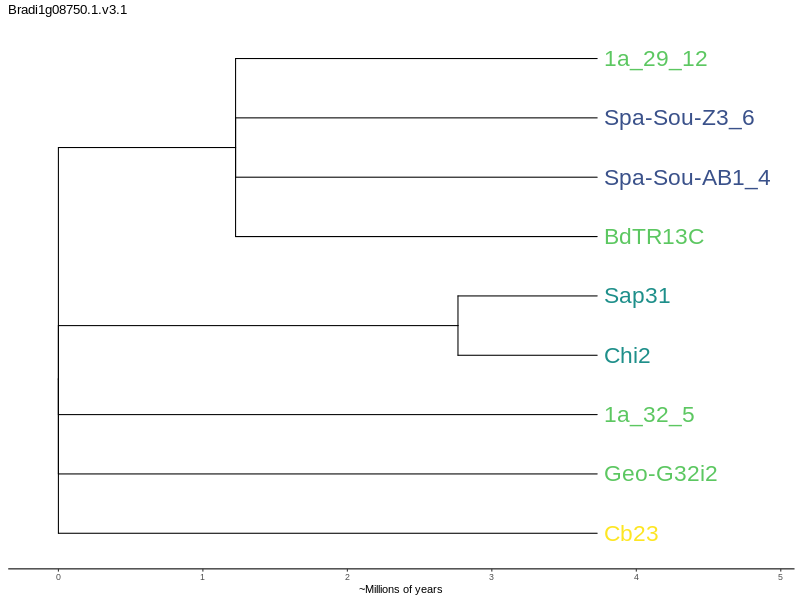 Bradi1g08750.1.v3.1
1a_29_12
Spa-Sou-Z3_6
Spa-Sou-AB1_4
BdTR13C
Sap31
Chi2
1a_32_5
Geo-G32i2
Cb23
0 1 2 3 4 5
~Millions of years